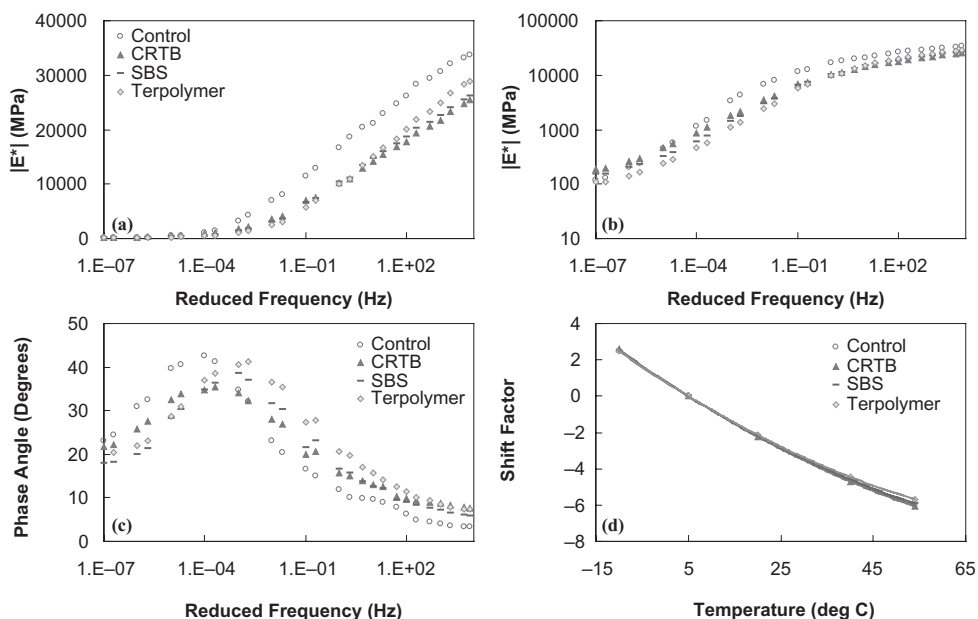 40000
30000
20000
10000
0
|E*| (MPa)
Control
CRTB
SBS
Terpolymer
(a)
1.E–07 1.E–04 1.E–01 1.E+02
Reduced Frequency (Hz)
100000
10000
1000
100
10
|E*| (MPa)
Control
CRTB
SBS
Terpolymer
(b)
1.E–07 1.E–04 1.E–01 1.E+02
Reduced Frequency (Hz)
50
40
30
20
10
0
Phase Angle (Degrees)
Control
CRTB
SBS
Terpolymer
(c)
1.E–07 1.E–04 1.E–01 1.E+02
Reduced Frequency (Hz)
4
2
0
–2
–4
–6
–8
Shift Factor
Control
CRTB
SBS
Terpolymer
(d)
–15 5 25 45 65
Temperature (deg C)